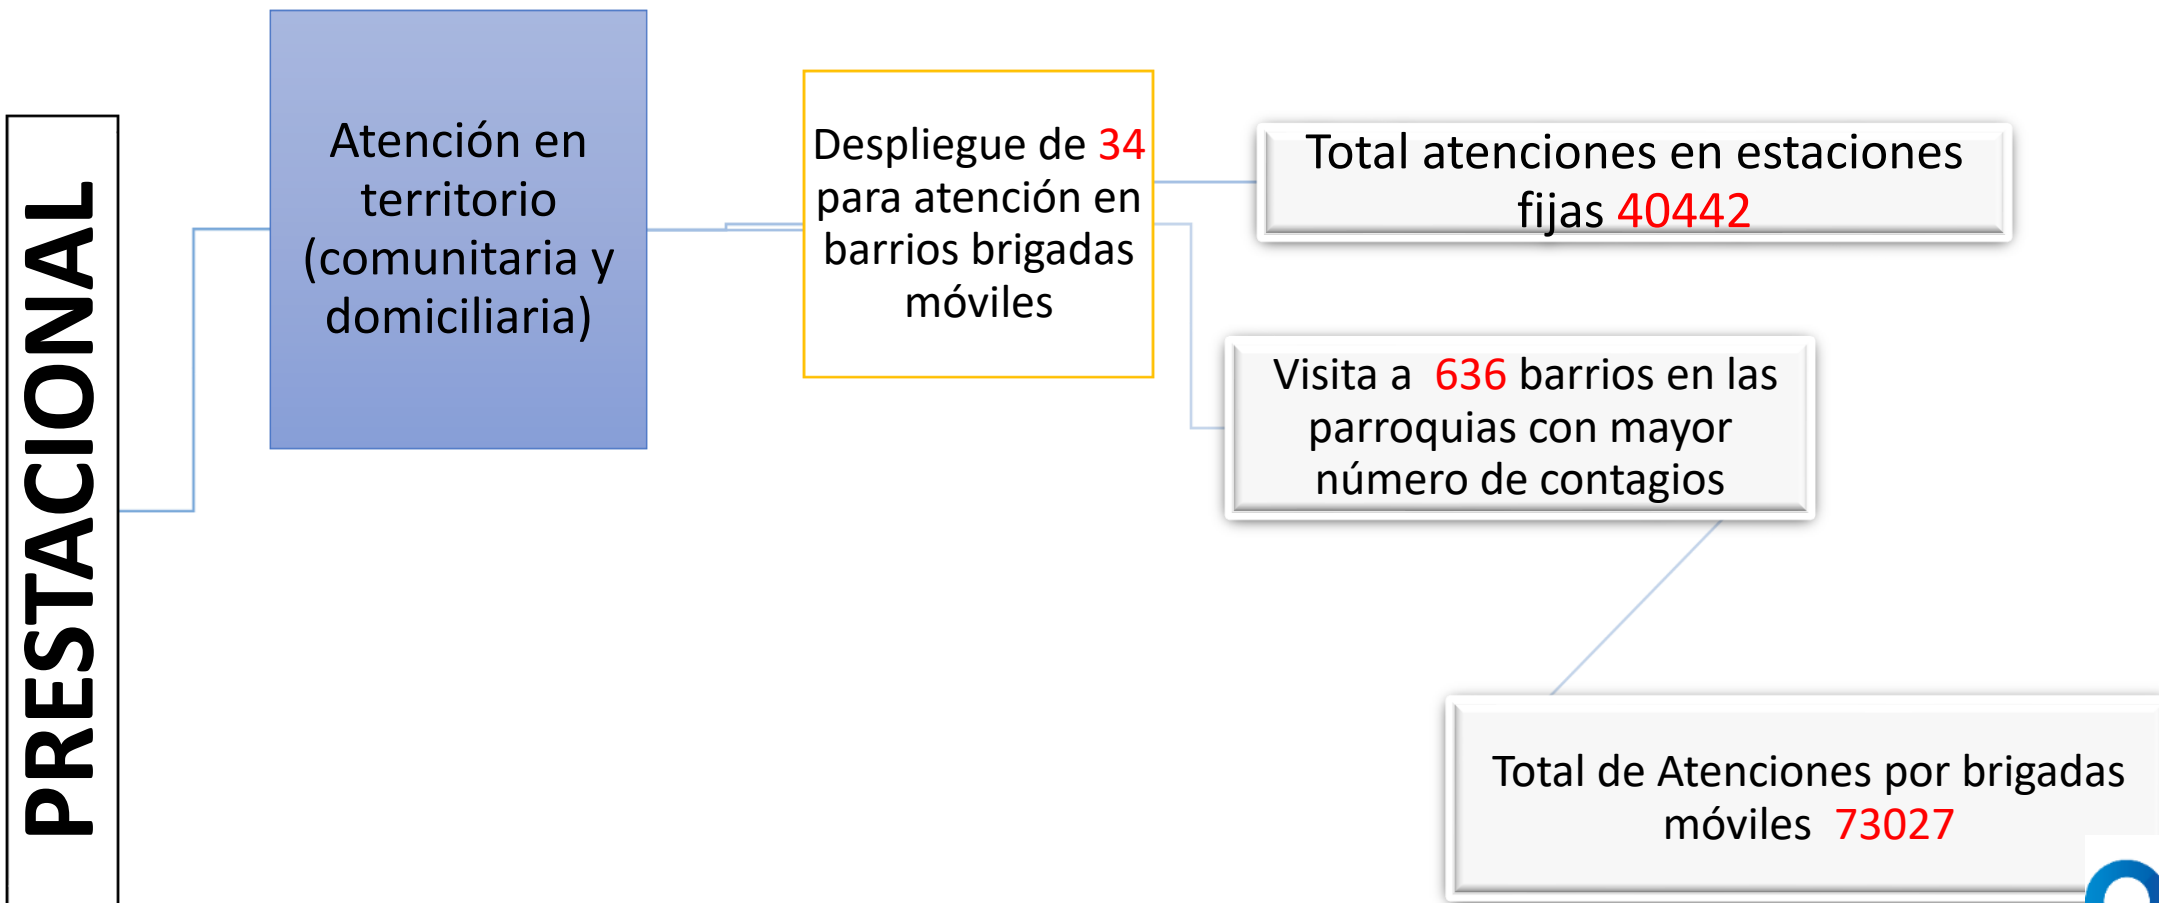 PRESTACIONAL
Atención en
territorio
(comunitaria y
domiciliaria)
Despliegue de 34
para atención en
barrios brigadas
móviles
Total atenciones en estaciones
fijas 40442
Visita a  636 barrios en las
parroquias con mayor
número de contagios
Total de Atenciones por brigadas
móviles  73027